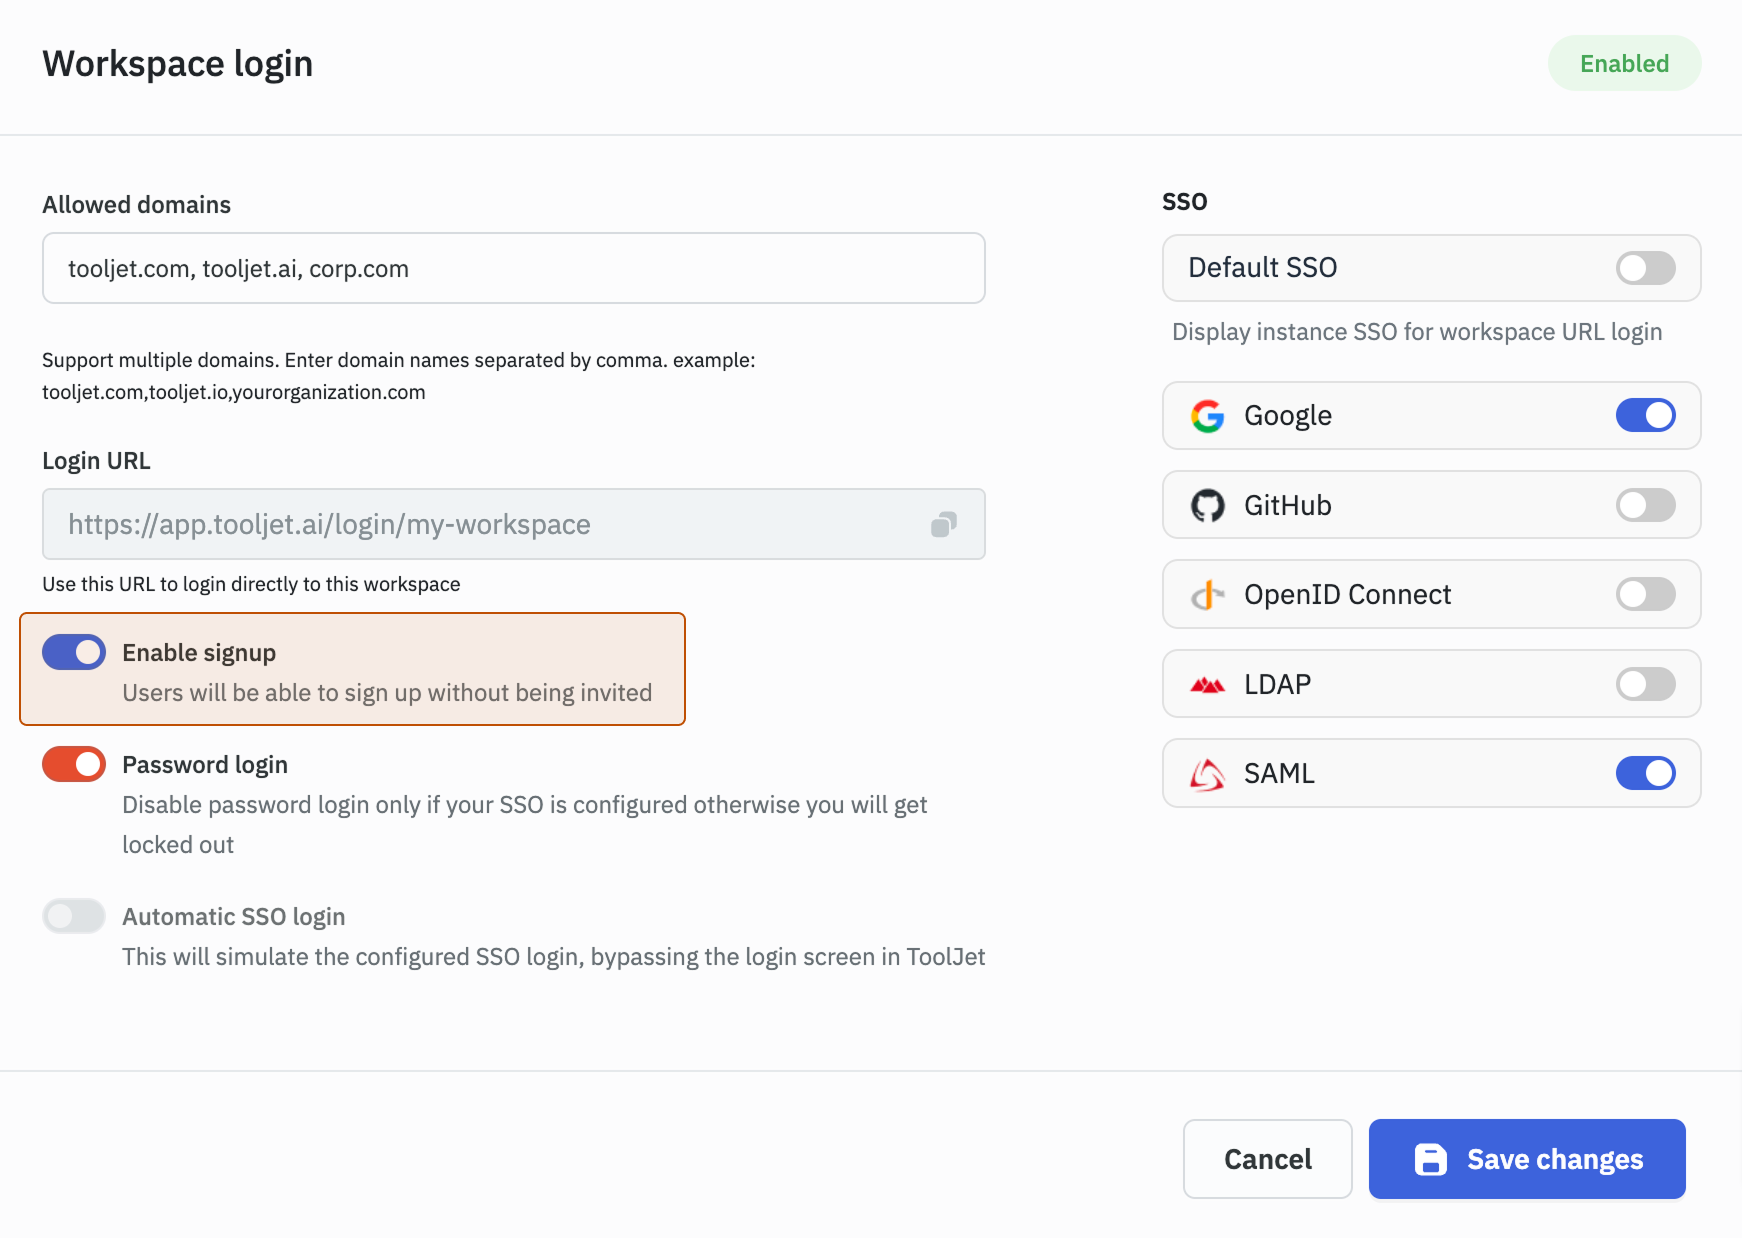 Workspace login
Enabled
Allowed domains
tooljet.com, tooljet.ai, corp.com
Support multiple domains. Enter domain names separated by comma. example:
tooljet.com,tooljet.io,yourorganization.com
Login URL
https://app.tooljet.ai/login/my-workspace
Use this URL to login directly to this workspace
Enable signup
Users will be able to sign up without being invited
Password login
Disable password login only if your SSO is configured otherwise you will get
locked out
Automatic SSO login
This will simulate the configured SSO login, bypassing the login screen in ToolJet
SSO
Default SSO
Display instance SSO for workspace URL login
Google
GitHub
OpenID Connect
LDAP
SAML
Cancel
Save changes